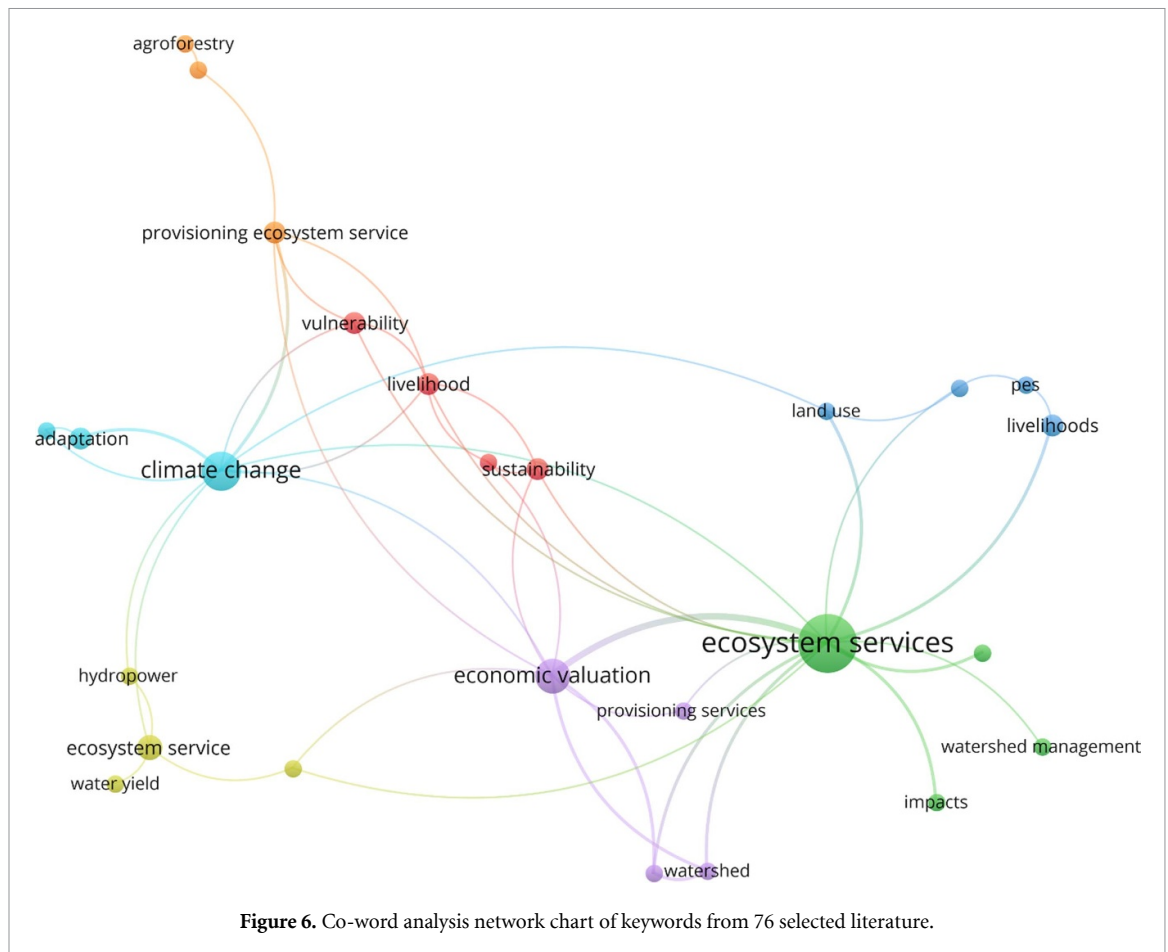 agroforestry
provisioning ecosystem service
vulnerability
livelihood
land use
pes
livelihoods
adaptation
climate change
sustainability
ecosystem services
hydropower
economic valuation
provisioning services
ecosystem service
watershed management
water yield
impacts
watershed
Figure 6. Co-word analysis network chart of keywords from 76 selected literature.